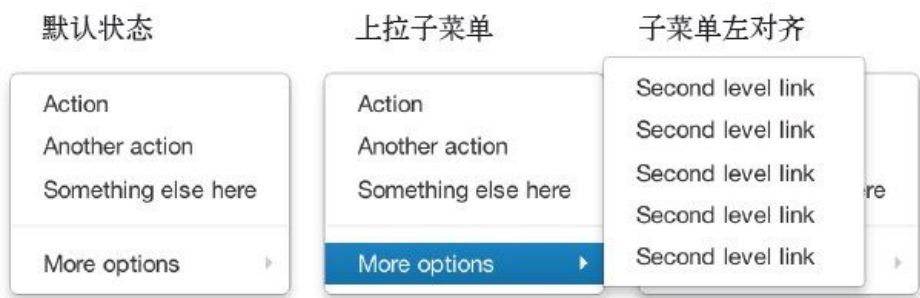 默认状态
Action
Another action
Something else here
More options
上拉子菜单
Action
Another action
Something else here
More options
子菜单左对齐
Second level link
Second level link
Second level link
Second level link
Second level link
re